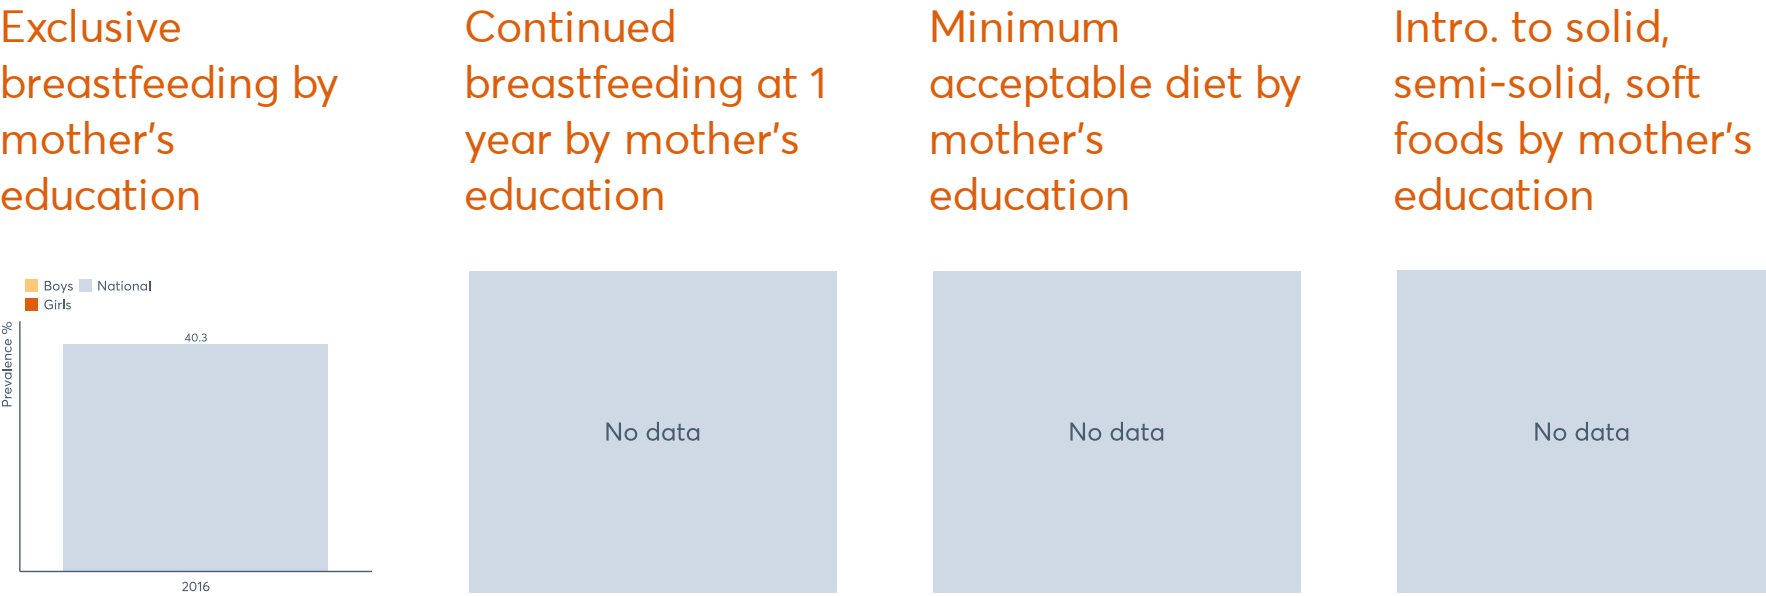 Exclusive
breastfeeding by
mother's
education
Continued
breastfeeding at 1
year by mother's
education
Minimum
acceptable diet by
mother's
education
Intro. to solid,
semi-solid, soft
foods by mother's
education
Boys National
Girls
Prevalence %
40.3
2016
No data
No data
No data